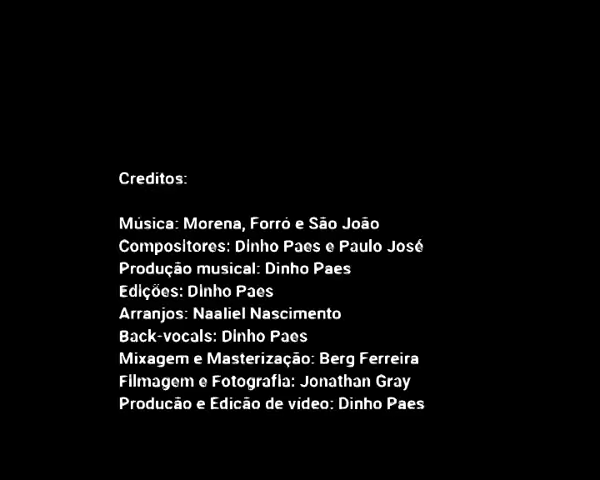 Creditos:
Música: Morena, Forró e São João
Compositores: Dinho Paes e Paulo José
Produção musical: Dinho Paes
Edições: Dinho Paes
Arranjos: Naaliel Nascimento
Back-vocals: Dinho Paes
Mixagem e Masterização: Berg Ferreira
Filmagem e Fotografia: Jonathan Gray
Producão e Edicão de vídeo: Dinho Paes